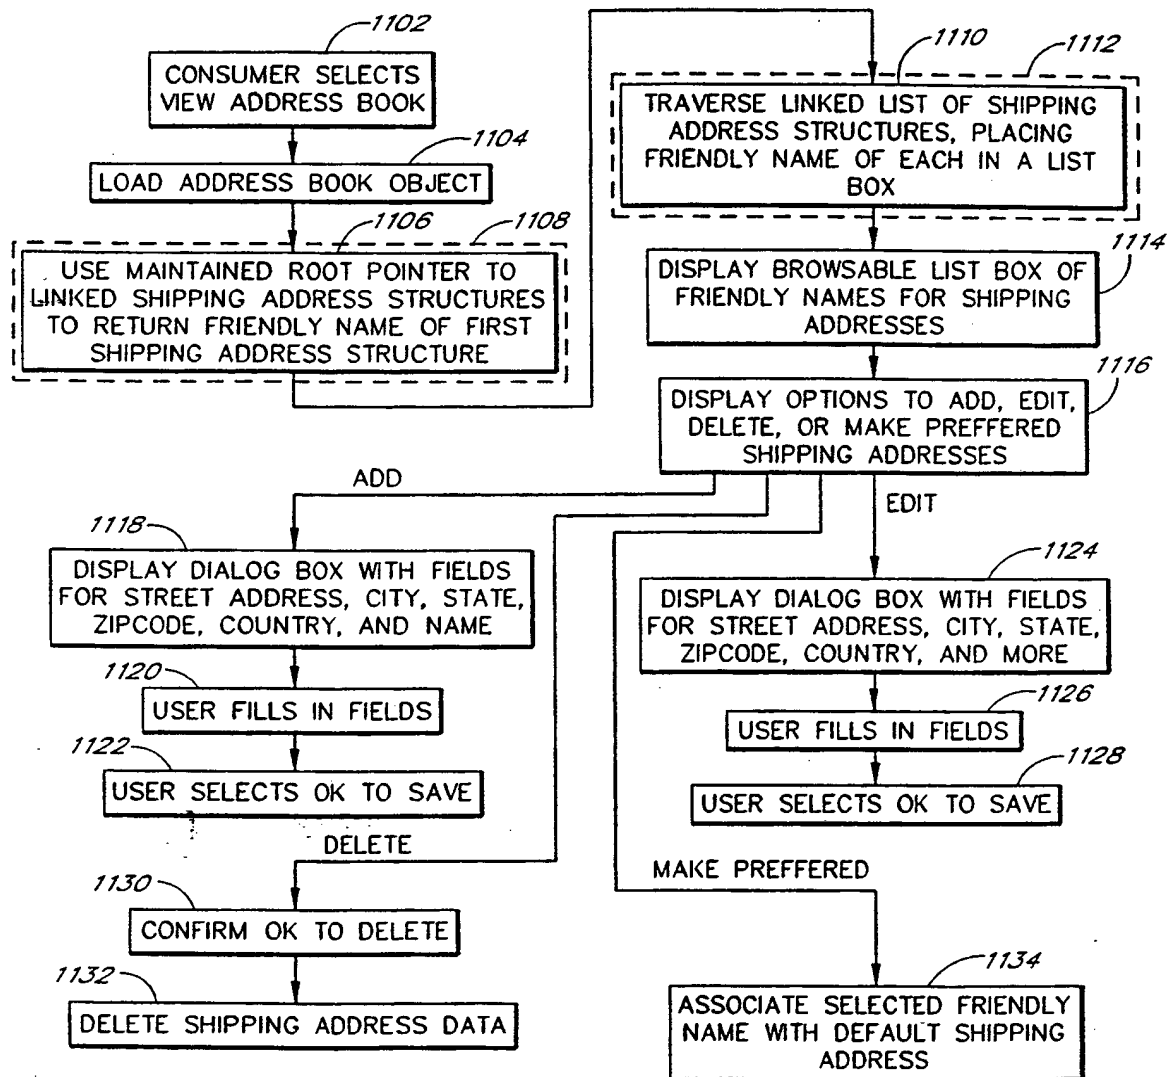 1102
CONSUMER SELECTS
VIEW ADDRESS BOOK
1104
LOAD ADDRESS BOOK OBJECT
1106
1108
USE MAINTAINED ROOT POINTER TO
LINKED SHIPPING ADDRESS STRUCTURES
TO RETURN FRIENDLY NAME OF FIRST
SHIPPING ADDRESS STRUCTURE
1110
1112
TRAVERSE LINKED LIST OF SHIPPING
ADDRESS STRUCTURES, PLACING
FRIENDLY NAME OF EACH IN A LIST
BOX
1114
DISPLAY BROWSABLE LIST BOX OF
FRIENDLY NAMES FOR SHIPPING
ADDRESSES
1116
DISPLAY OPTIONS TO ADD, EDIT,
DELETE, OR MAKE PREFFERED
SHIPPING ADDRESSES
ADD
1118
DISPLAY DIALOG BOX WITH FIELDS
FOR STREET ADDRESS, CITY, STATE,
ZIPCODE, COUNTRY, AND NAME
1120
USER FILLS IN FIELDS
1122
USER SELECTS OK TO SAVE
EDIT
1124
DISPLAY DIALOG BOX WITH FIELDS
FOR STREET ADDRESS, CITY, STATE,
ZIPCODE, COUNTRY, AND MORE
1126
USER FILLS IN FIELDS
1128
USER SELECTS OK TO SAVE
DELETE
1130
CONFIRM OK TO DELETE
1132
DELETE SHIPPING ADDRESS DATA
MAKE PREFFERED
1134
ASSOCIATE SELECTED FRIENDLY
NAME WITH DEFAULT SHIPPING
ADDRESS